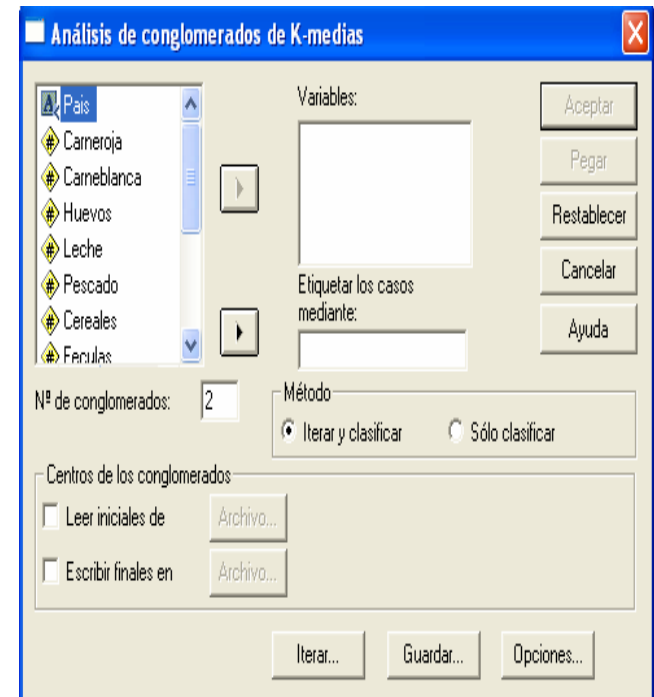 Análisis de conglomerados de K-medias
Pais
Carneroja
Carneblanca
Huevos
Leche
Pescado
Cereales
Feculas
Variables:
Etiquetar los casos
mediante:
Aceptar
Pegar
Restablecer
Cancelar
Ayuda
Nº de conglomerados: 2
Método
Iterar y clasificar Sólo clasificar
Centros de los conglomerados
Leer iniciales de Archivo...
Escribir finales en Archivo...
Iterar... Guardar... Opciones...